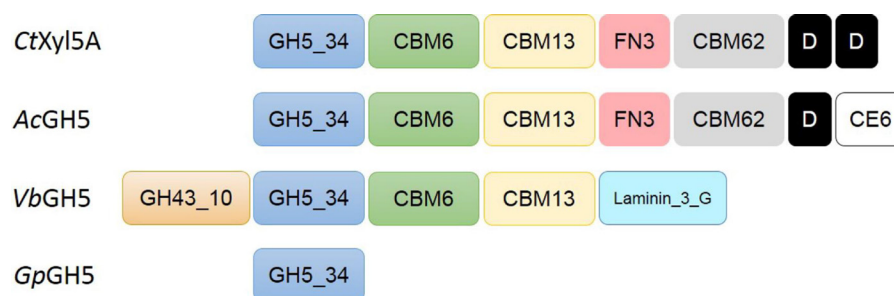 CtXyl5A GH5_34 CBM6 CBM13 FN3 CBM62 D D
AcGH5 GH5_34 CBM6 CBM13 FN3 CBM62 D CE6
VbGH5 GH43_10 GH5_34 CBM6 CBM13 Laminin_3_G
GpGH5 GH5_34